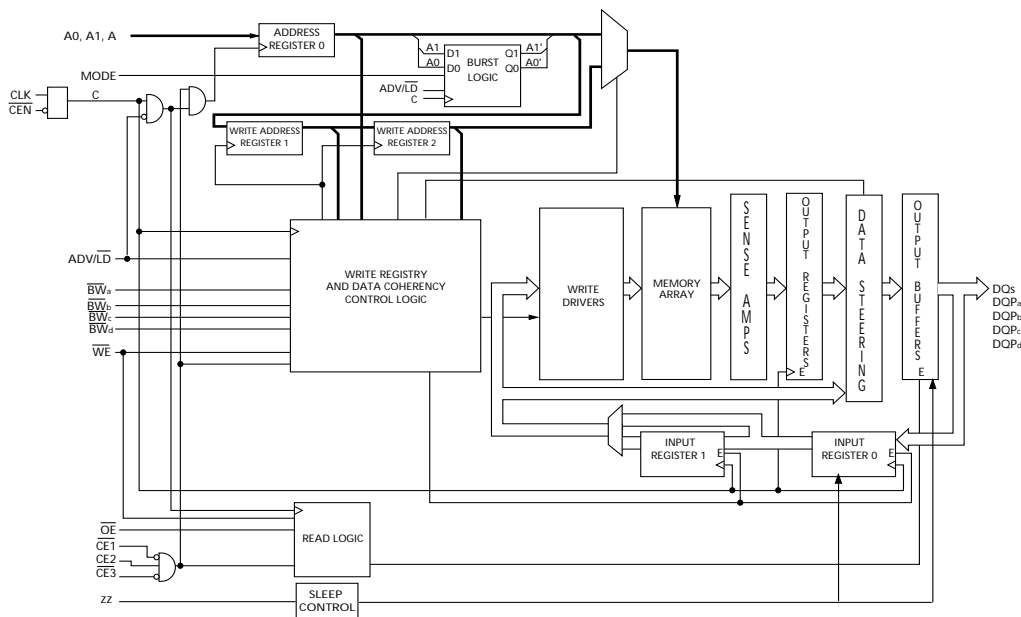 A0, A1, A
ADDRESS
REGISTER 0
MODE
A1
A0
D1
D0
BURST
LOGIC
Q1
Q0
A1'
A0'
ADV/LD
C
CLK
CEN
C
WRITE ADDRESS
REGISTER 1
WRITE ADDRESS
REGISTER 2
ADV/LD
BWa
BWb
BWc
BWd
WE
WRITE REGISTRY
AND DATA COHERENCY
CONTROL LOGIC
WRITE
DRIVERS
MEMORY
ARRAY
SENSE AMPS
OUTPUT REGISTERS
E
DATA STEERING
OUTPUT BUFFERS
E
DQs
DQPa
DQPb
DQPc
DQPd
INPUT
REGISTER 1
E
INPUT
REGISTER 0
E
OE
CE1
CE2
CE3
READ LOGIC
ZZ
SLEEP
CONTROL